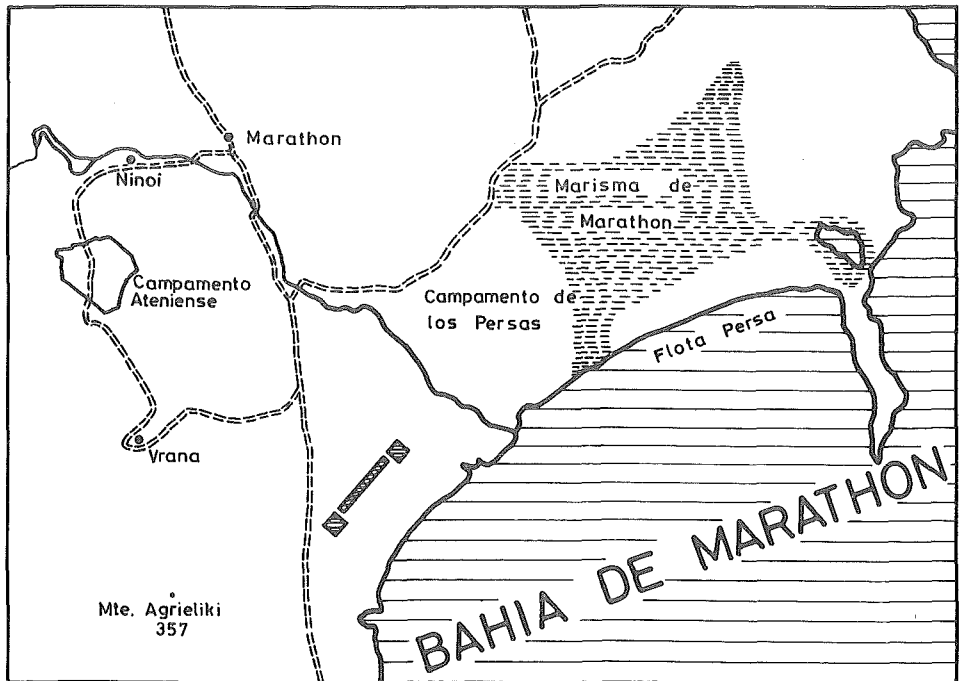 Marathon
Ninoi
Marisma de
Marathon
Campamento
Ateniense
Campamento de
los Persas
Flota Persa
Vrana
BAHIA DE MARATHON
Mte. Agrieliki
357